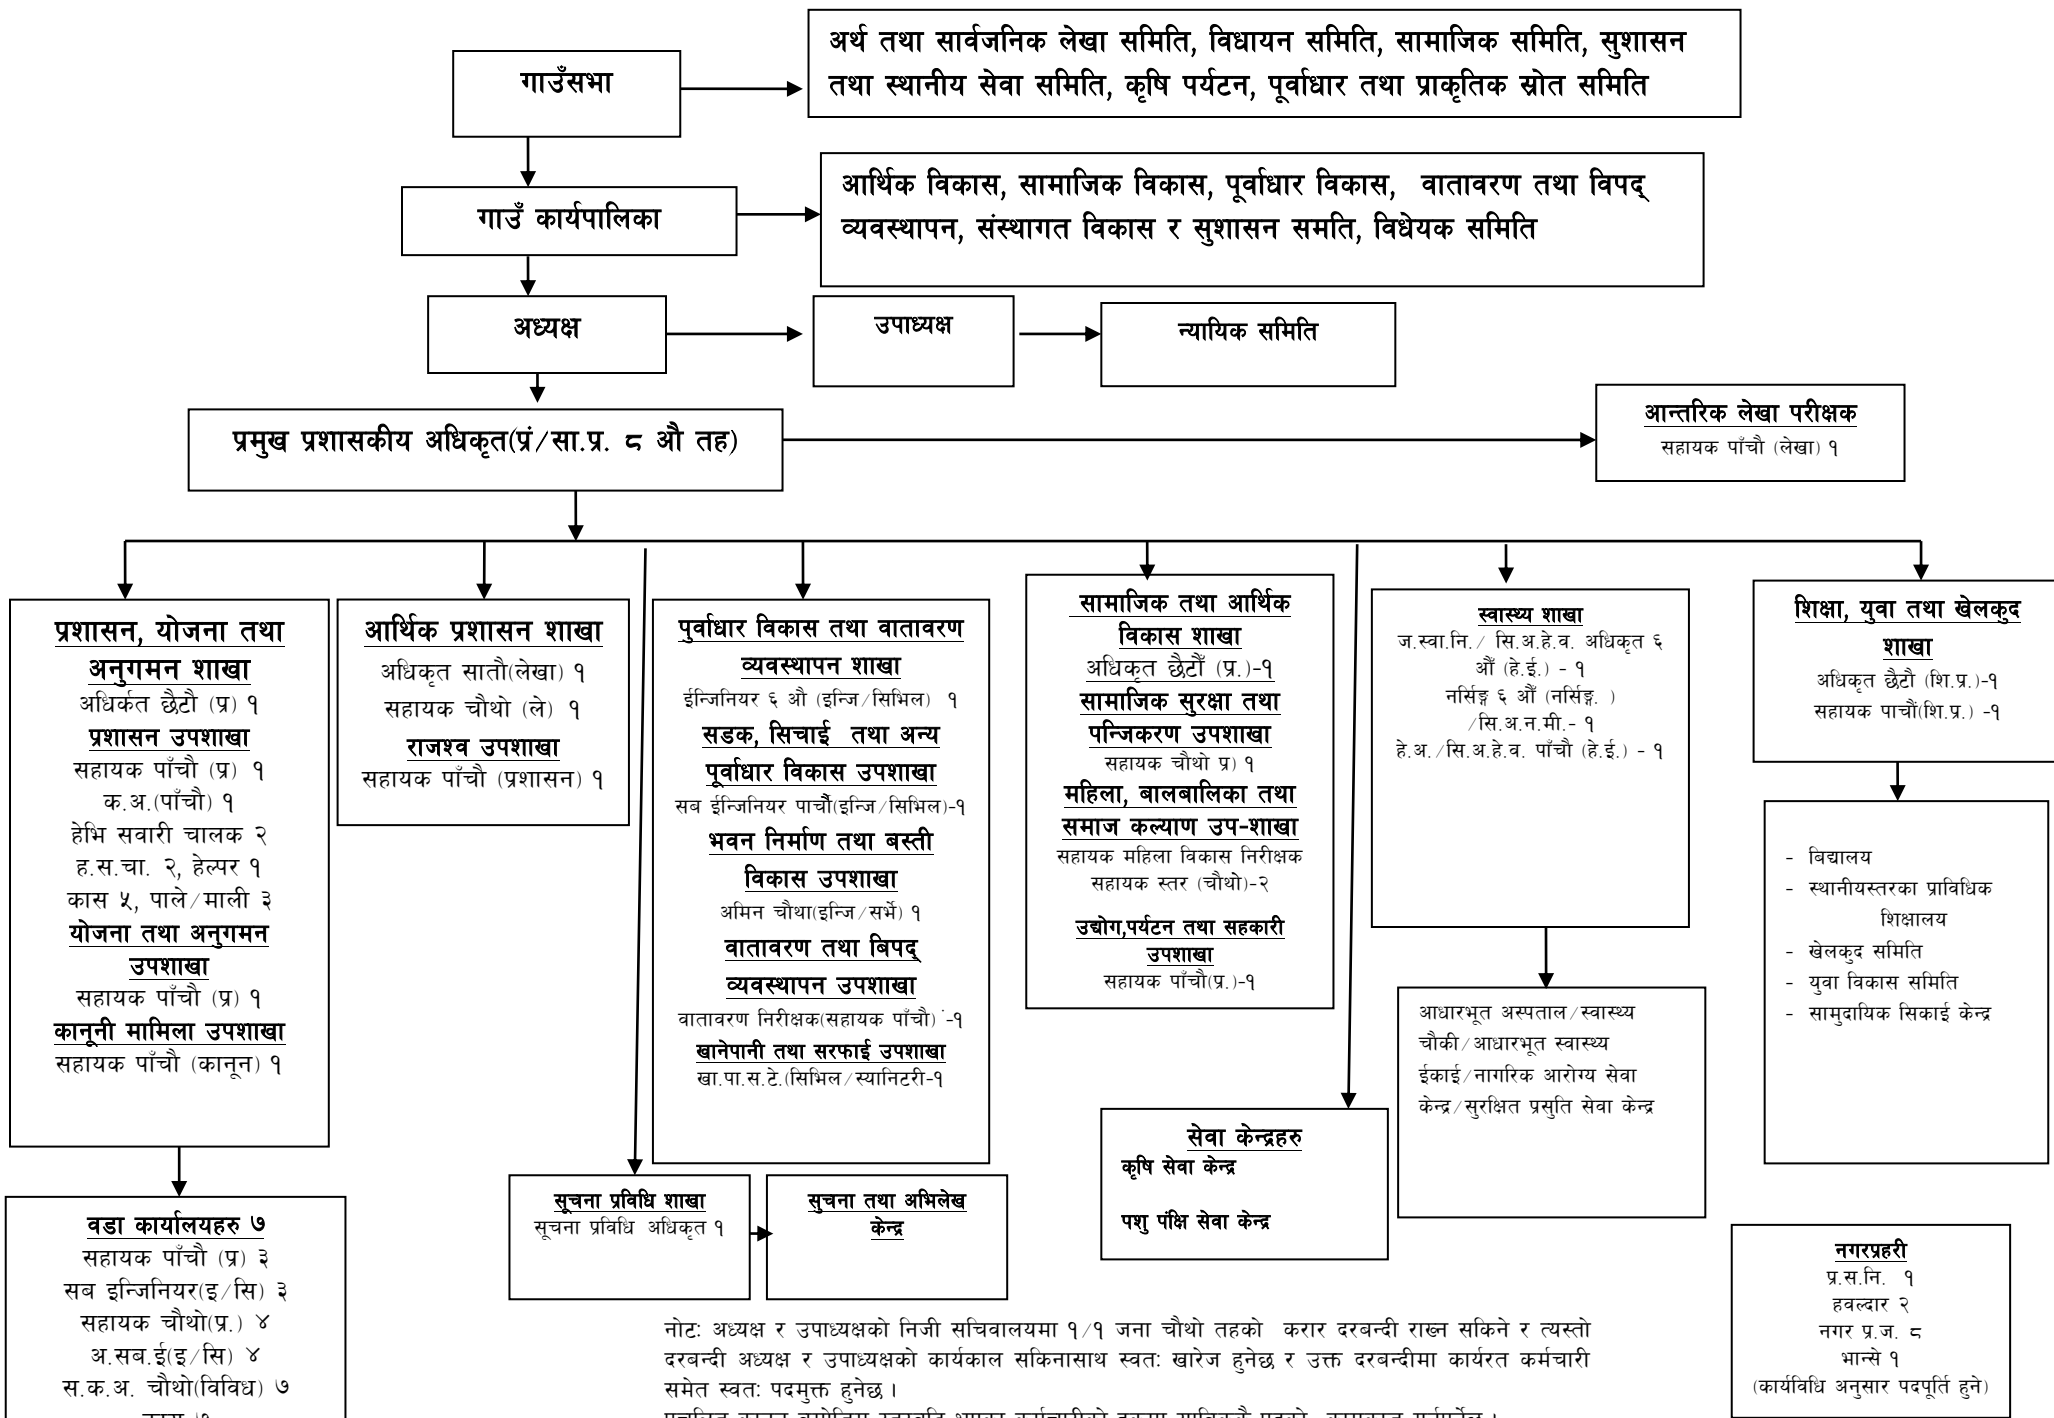 गाउँसभा
अर्थ तथा सार्वजनिक लेखा समिति, विधायन समिति, सामाजिक समिति, सुशासन
तथा स्थानीय सेवा समिति, कृषि पर्यटन, पूर्वाधार तथा प्राकृतिक स्रोत समिति
गाउँ कार्यपालिका
आर्थिक विकास, सामाजिक विकास, पूर्वाधार विकास, वातावरण तथा विपद्
व्यवस्थापन, संस्थागत विकास र सुशासन समति, विधेयक समिति
अध्यक्ष
उपाध्यक्ष
न्यायिक समिति
प्रमुख प्रशासकीय अधिकृत(प्रं/सा.प्र. ८ औ तह)
आन्तरिक लेखा परीक्षक
सहायक पाँचौ (लेखा) १
प्रशासन, योजना तथा
अनुगमन शाखा
अधिर्कत छैटौ (प्र) १
प्रशासन उपशाखा
सहायक पाँचौ (प्र) १
क.अ.(पाँचौ) १
हेभि सवारी चालक २
ह.स.चा. २, हेल्पर १
कास ५, पाले/माली ३
योजना तथा अनुगमन
उपशाखा
सहायक पाँचौ (प्र) १
कानूनी मामिला उपशाखा
सहायक पाँचौ (कानून) १
आर्थिक प्रशासन शाखा
अधिकृत सातौ(लेखा) १
सहायक चौथो (ले) १
राजश्व उपशाखा
सहायक पाँचौ (प्रशासन) १
पुर्वाधार विकास तथा वातावरण
व्यवस्थापन शाखा
ईन्जिनियर ६ औ (इन्जि/सिभिल) १
सडक, सिचाई तथा अन्य
पूर्वाधार विकास उपशाखा
सब ईन्जिनियर पाचौं(इन्जि/सिभिल)-१
भवन निर्माण तथा बस्ती
विकास उपशाखा
अमिन चौथा(इन्जि/सर्भे) १
वातावरण तथा बिपद्
व्यवस्थापन उपशाखा
वातावरण निरीक्षक(सहायक पाँचौ) -१
खानेपानी तथा सरफाई उपशाखा
खा.पा.स.टे.(सिभिल/स्यानिटरी-१
सामाजिक तथा आर्थिक
विकास शाखा
अधिकृत छैटौँ (प्र.)-१
सामाजिक सुरक्षा तथा
पन्जिकरण उपशाखा
सहायक चौथो प्र) १
महिला, बालबालिका तथा
समाज कल्याण उप-शाखा
सहायक महिला विकास निरीक्षक
सहायक स्तर (चौथो)-२
उद्योग,पर्यटन तथा सहकारी
उपशाखा
सहायक पाँचौ(प्र.)-१
स्वास्थ्य शाखा
ज.स्वा.नि./ सि.अ.हे.व. अधिकृत ६
औँ (हे.ई.) - १
नर्सिङ्ग ६ औँ (नर्सिङ्ग. )
/सि.अ.न.मी.- १
हे.अ./सि.अ.हे.व. पाँचौ (हे.ई.) - १
शिक्षा, युवा तथा खेलकुद
शाखा
अधिकृत छैटौ (शि.प्र.)-१
सहायक पाचौं(शि.प्र.) -१
- बिद्यालय
- स्थानीयस्तरका प्राविधिक
शिक्षालय
- खेलकुद समिति
- युवा विकास समिति
- सामुदायिक सिकाई केन्द्र
आधारभूत अस्पताल/स्वास्थ्य
चौकी/आधारभूत स्वास्थ्य
ईकाई/नागरिक आरोग्य सेवा
केन्द्र/सुरक्षित प्रसुति सेवा केन्द्र
सेवा केन्द्रहरु
कृषि सेवा केन्द्र
पशु पंक्षि सेवा केन्द्र
सूचना प्रविधि शाखा
सूचना प्रविधि अधिकृत १
सुचना तथा अभिलेख
केन्द्र
वडा कार्यालयहरु ७
सहायक पाँचौ (प्र) ३
सब इन्जिनियर(इ/सि) ३
सहायक चौथो(प्र.) ४
अ.सब.ई(इ/सि) ४
स.क.अ. चौथो(विविध) ७
नगरप्रहरी
प्र.स.नि. १
हवल्दार २
नगर प्र.ज. ८
भान्से १
(कार्यविधि अनुसार पदपूर्ति हुने)
नोट: अध्यक्ष र उपाध्यक्षको निजी सचिवालयमा १/१ जना चौथो तहको करार दरबन्दी राख्न सकिने र त्यस्तो
दरबन्दी अध्यक्ष र उपाध्यक्षको कार्यकाल सकिनासाथ स्वत: खारेज हुनेछ र उक्त दरबन्दीमा कार्यरत कर्मचारी
समेत स्वत: पदमुक्त हुनेछ ।